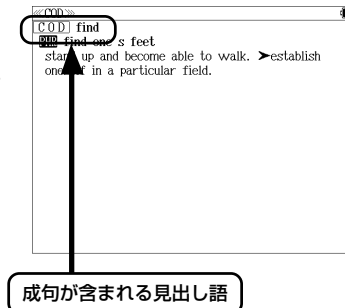 COD
COD find
PHR find one's feet
stand up and become able to walk. ➤establish
oneself in a particular field.
成句が含まれる見出し語